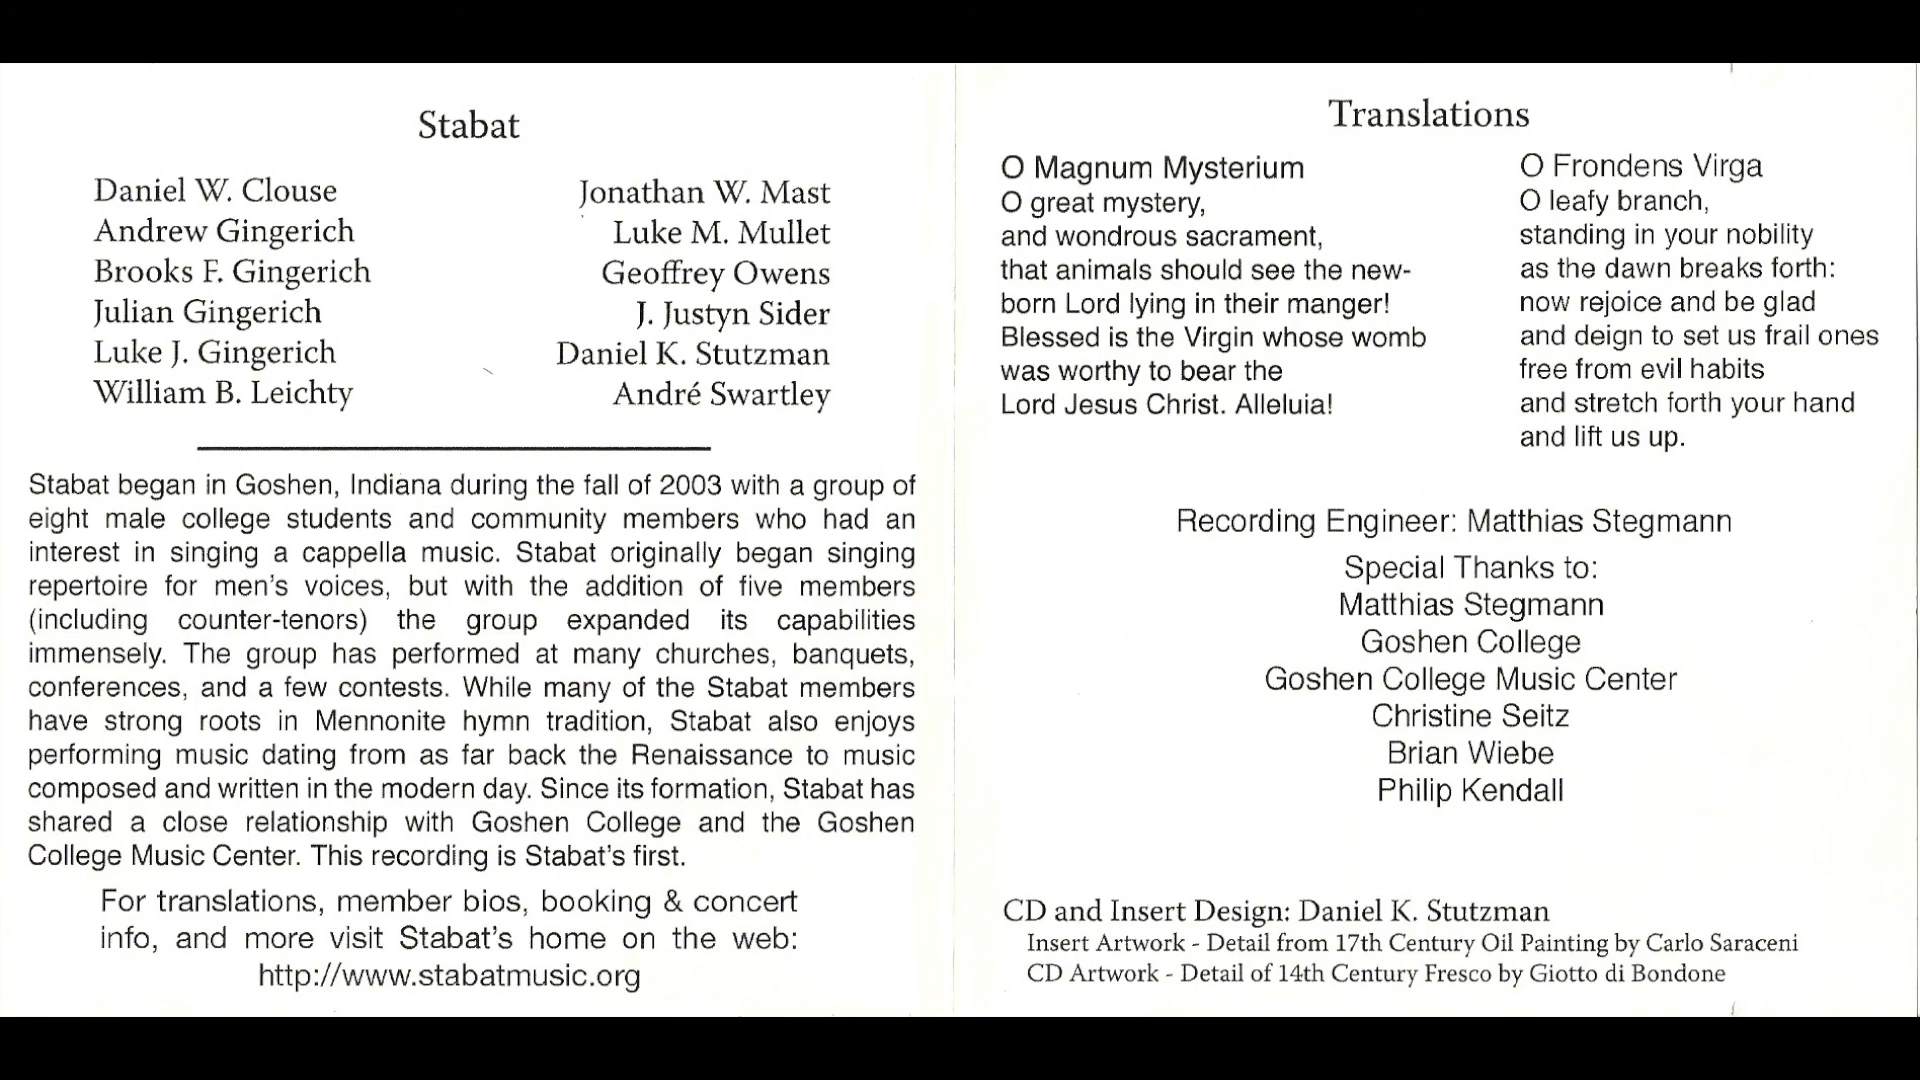 Stabat
Daniel W. Clouse
Andrew Gingerich
Brooks F. Gingerich
Julian Gingerich
Luke J. Gingerich
William B. Leichty
Jonathan W. Mast
Luke M. Mullet
Geoffrey Owens
J. Justyn Sider
Daniel K. Stutzman
André Swartley
Stabat began in Goshen, Indiana during the fall of 2003 with a group of
eight male college students and community members who had an
interest in singing a cappella music. Stabat originally began singing
repertoire for men's voices, but with the addition of five members
(including counter-tenors) the group expanded its capabilities
immensely. The group has performed at many churches, banquets,
conferences, and a few contests. While many of the Stabat members
have strong roots in Mennonite hymn tradition, Stabat also enjoys
performing music dating from as far back the Renaissance to music
composed and written in the modern day. Since its formation, Stabat has
shared a close relationship with Goshen College and the Goshen
College Music Center. This recording is Stabat's first.
For translations, member bios, booking & concert
info, and more visit Stabat's home on the web:
http://www.stabatmusic.org
Translations
O Magnum Mysterium
O great mystery,
and wondrous sacrament,
that animals should see the new-
born Lord lying in their manger!
Blessed is the Virgin whose womb
was worthy to bear the
Lord Jesus Christ. Alleluia!
O Frondens Virga
O leafy branch,
standing in your nobility
as the dawn breaks forth:
now rejoice and be glad
and deign to set us frail ones
free from evil habits
and stretch forth your hand
and lift us up.
Recording Engineer: Matthias Stegmann
Special Thanks to:
Matthias Stegmann
Goshen College
Goshen College Music Center
Christine Seitz
Brian Wiebe
Philip Kendall
CD and Insert Design: Daniel K. Stutzman
Insert Artwork - Detail from 17th Century Oil Painting by Carlo Saraceni
CD Artwork - Detail of 14th Century Fresco by Giotto di Bondone